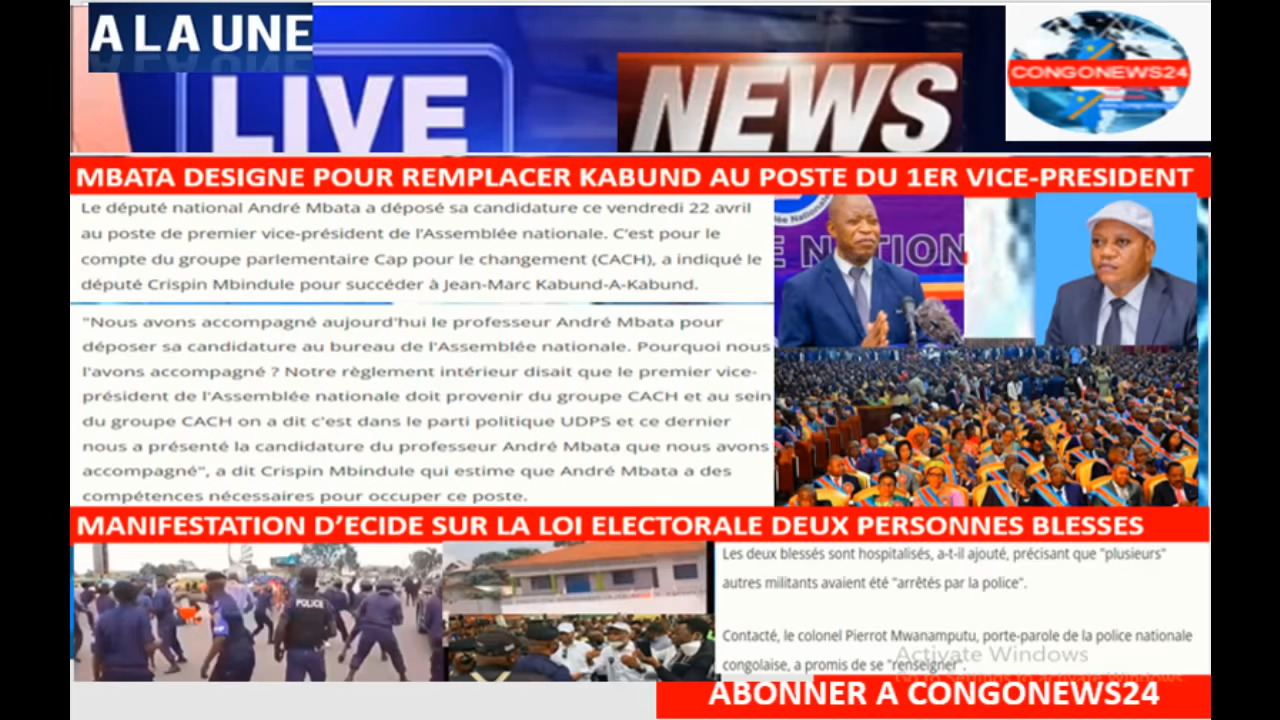 A LA UNE
LIVE
NEWS
CONGONEWS24
MBATA DESIGNE POUR REMPLACER KABUND AU POSTE DU 1ER VICE-PRESIDENT
Le député national André Mbata a déposé sa candidature ce vendredi 22 avril
au poste de premier vice-président de l'Assemblée nationale. C'est pour le
compte du groupe parlementaire Cap pour le changement (CACH), a indiqué le
député Crispin Mbindule pour succéder à Jean-Marc Kabund-A-Kabund.
"Nous avons accompagné aujourd'hui le professeur André Mbata pour
déposer sa candidature au bureau de l'Assemblée nationale. Pourquoi nous
l'avons accompagné ? Notre règlement intérieur disait que le premier vice-
président de l'Assemblée nationale doit provenir du groupe CACH et au sein
du groupe CACH on a dit c'est dans le parti politique UDPS et ce dernier
nous a présenté la candidature du professeur André Mbata que nous avons
accompagné", a dit Crispin Mbindule qui estime que André Mbata a des
compétences nécessaires pour occuper ce poste.
E NATION
MANIFESTATION D'ECIDE SUR LA LOI ELECTORALE DEUX PERSONNES BLESSES
POLICE
Les deux blessés sont hospitalisés, a-t-il ajouté, précisant que "plusieurs"
autres militants avaient été "arrêtés par la police".
Contacté, le colonel Pierrot Mwanamputu, porte-parole de la police nationale
congolaise, a promis de se "renseigner".
Activate Windows
ABONNER A CONGONEWS24